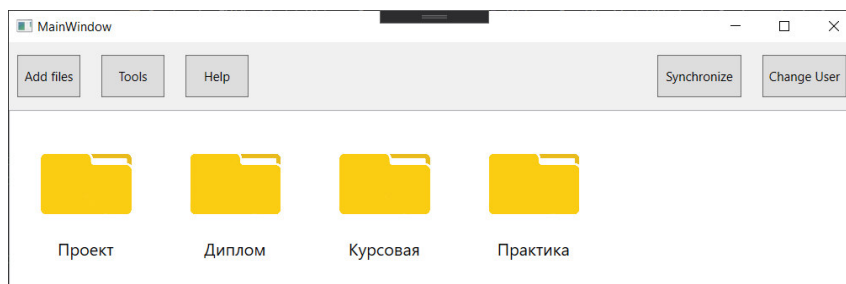 MainWindow
Add files Tools Help Synchronize Change User
Проект Диплом Курсовая Практика